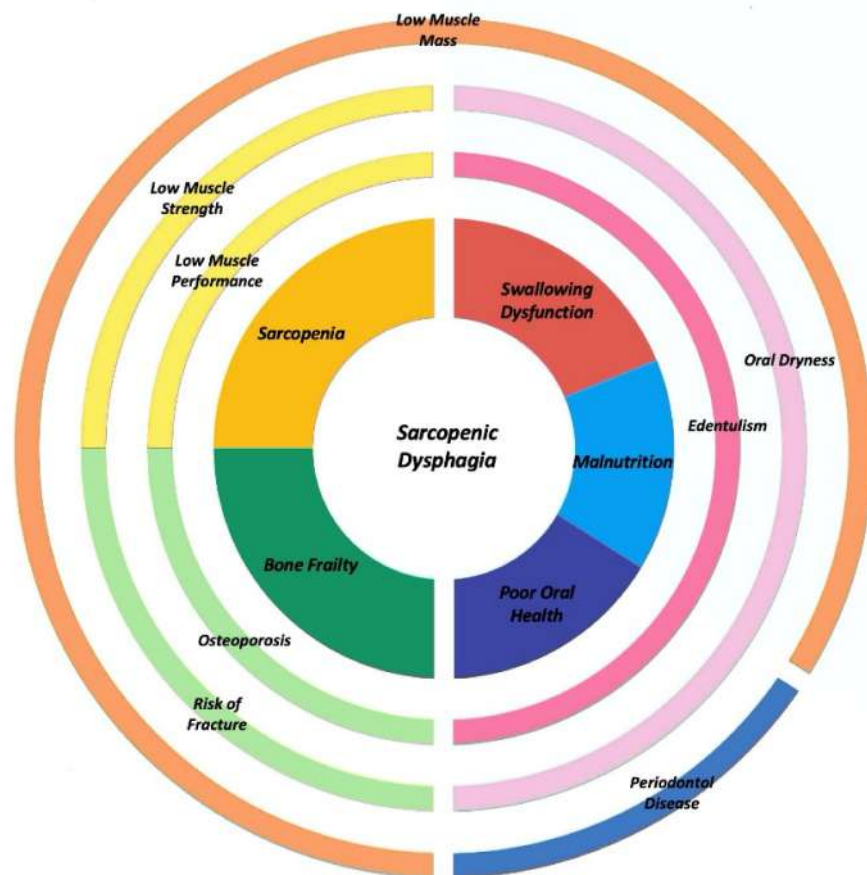 Low Muscle
Mass
Low Muscle
Strength
Low Muscle
Performance
Sarcopenia
Swallowing
Dysfunction
Oral Dryness
Edentulism
Malnutrition
Sarcopenic
Dysphagia
Bone Frailty
Poor Oral
Health
Osteoporosis
Risk of
Fracture
Periodontol
Disease